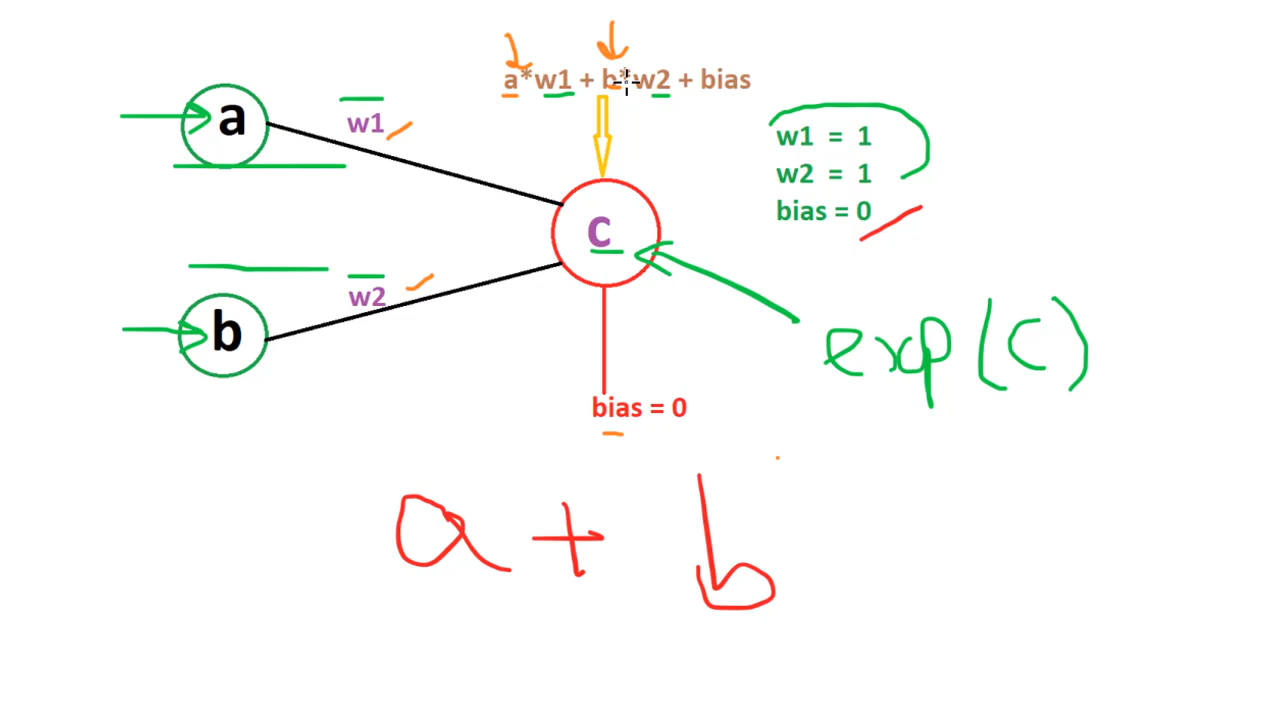 a*w1 + b*w2 + bias
a
w1
w1 = 1
w2 = 1
bias = 0
c
w2
b
exp(c)
bias = 0
a + b